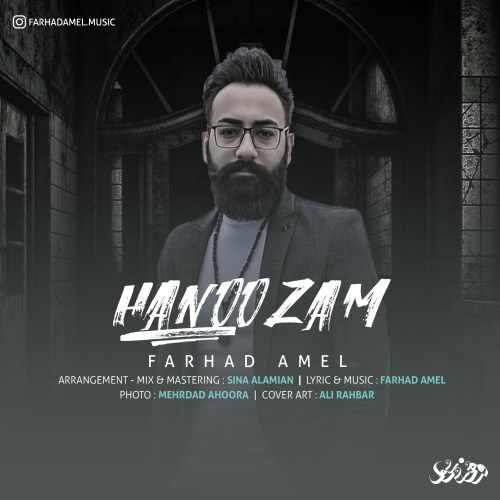 FARHADAMEL.MUSIC
HANOOZAM
FARHAD AMEL
ARRANGEMENT - MIX & MASTERING : SINA ALAMIAN | LYRIC & MUSIC : FARHAD AMEL
PHOTO : MEHRDAD AHOORA | COVER ART : ALI RAHBAR